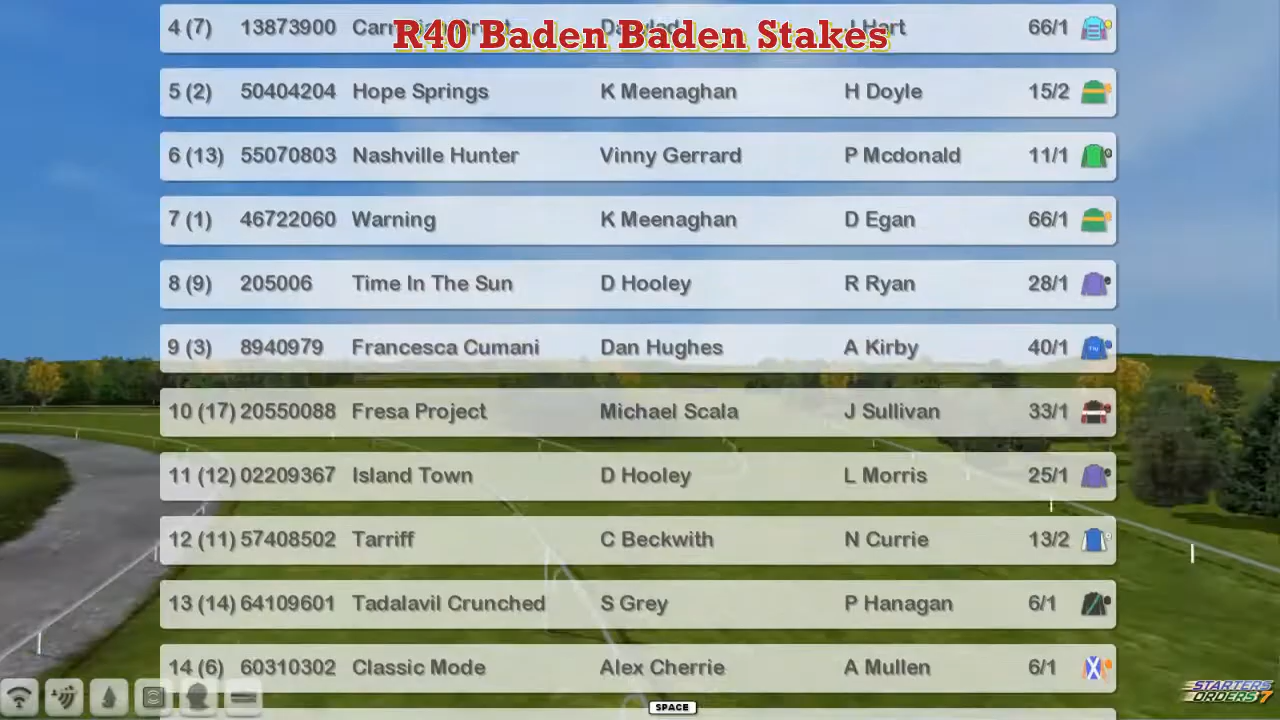 R40 Baden Baden Stakes
4 (7) 13873900 Hart 66/1
5 (2) 50404204 Hope Springs K Meenaghan H Doyle 15/2
6 (13) 55070803 Nashville Hunter Vinny Gerrard P Mcdonald 11/1
7 (1) 46722060 Warning K Meenaghan D Egan 66/1
8 (9) 205006 Time In The Sun D Hooley R Ryan 28/1
9 (3) 8940979 Francesca Cumani Dan Hughes A Kirby 40/1
10 (17) 20550088 Fresa Project Michael Scala J Sullivan 33/1
11 (12) 02209367 Island Town D Hooley L Morris 25/1
12 (11) 57408502 Tarriff C Beckwith N Currie 13/2
13 (14) 64109601 Tadalavil Crunched S Grey P Hanagan 6/1
14 (6) 60310302 Classic Mode Alex Cherrie A Mullen 6/1
SPACE
STARTERS
ORDERS 7